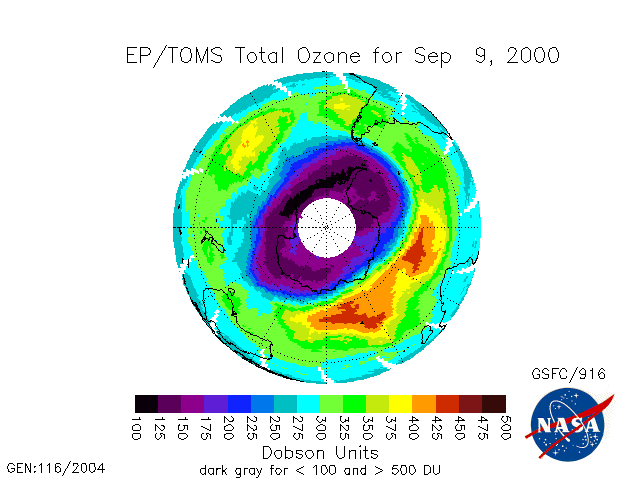 EP/TOMS Total Ozone for Sep 9, 2000
GSFC/916
100 125 150 175 200 225 250 275 300 325 350 375 400 425 450 475 500
NASA
Dobson Units
GEN:116/2004
dark gray for < 100 and > 500 DU